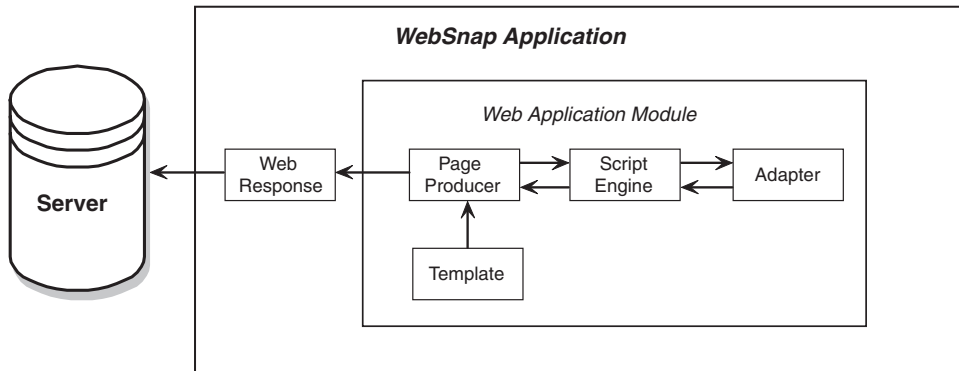 WebSnap Application
Web Application Module
Server
Web
Response
Page
Producer
Script
Engine
Adapter
Template